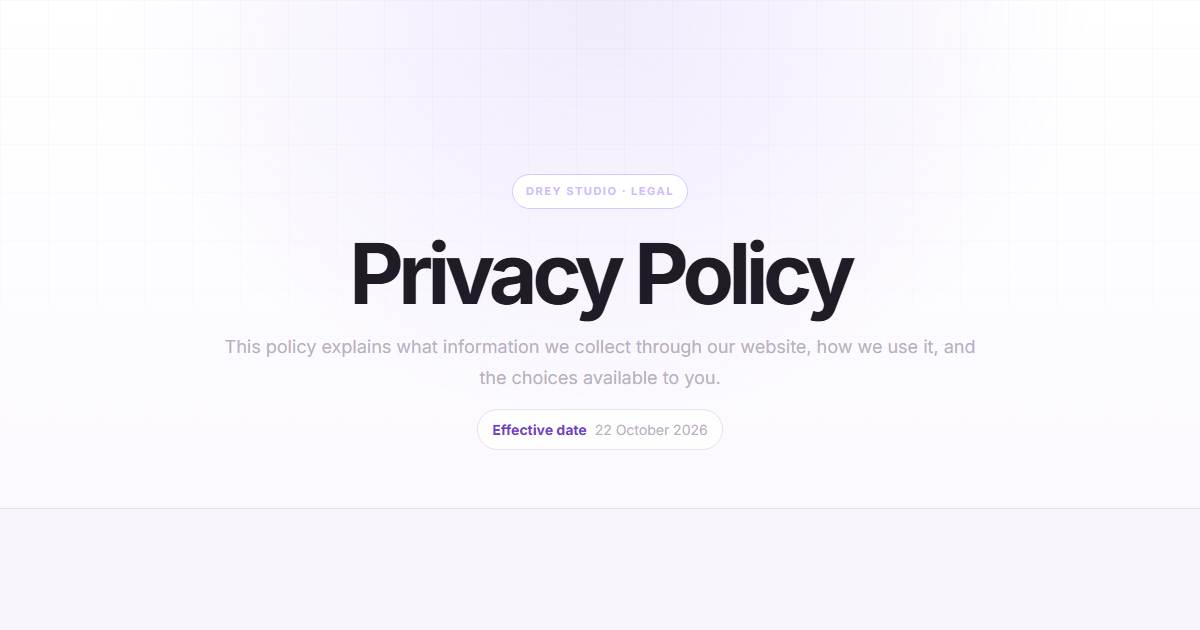 DREY STUDIO · LEGAL
Privacy Policy
This policy explains what information we collect through our website, how we use it, and
the choices available to you.
Effective date 22 October 2026